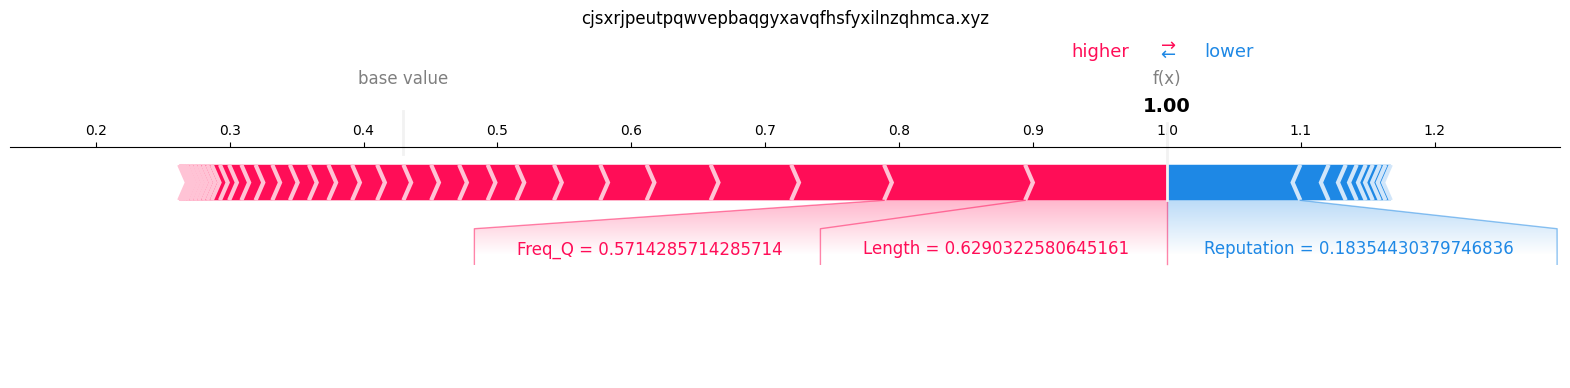 cjsxrjpeutpqwvepbaqgyxavqfhsfyxilnzqhmca.xyz
higher ⇄ lower
base value f(x)
1.00
0.2 0.3 0.4 0.5 0.6 0.7 0.8 0.9 1.0 1.1 1.2
Freq_Q = 0.5714285714285714 Length = 0.6290322580645161 Reputation = 0.18354430379746836